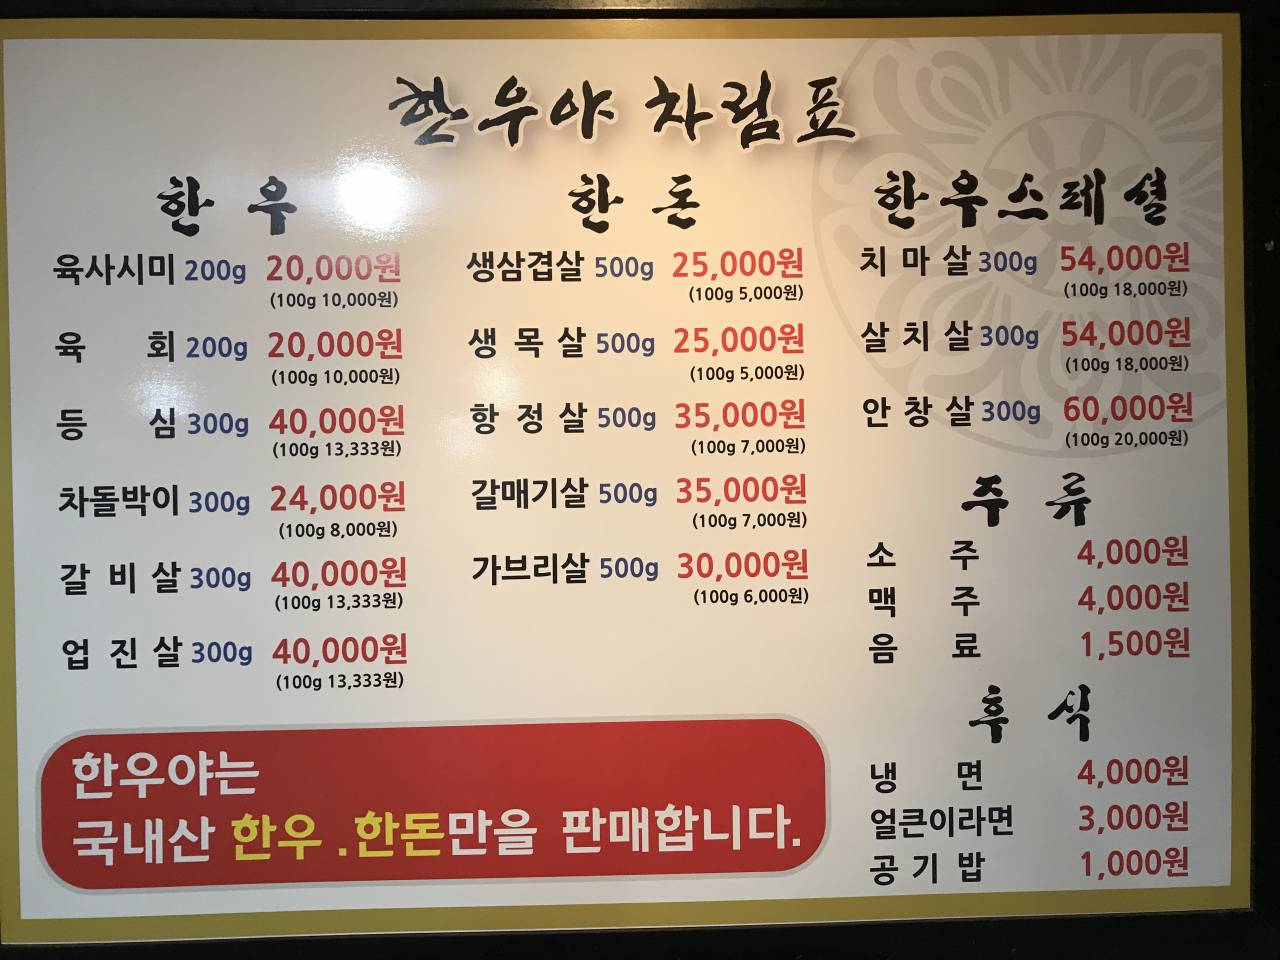 한우야 차림표
한우
육사시미 200g 20,000원
(100g 10,000원)
육회 200g 20,000원
(100g 10,000원)
등심 300g 40,000원
(100g 13,333원)
차돌박이 300g 24,000원
(100g 8,000원)
갈비살 300g 40,000원
(100g 13,333원)
업진살 300g 40,000원
(100g 13,333원)
한돈
생삼겹살 500g 25,000원
(100g 5,000원)
생목살 500g 25,000원
(100g 5,000원)
항정살 500g 35,000원
(100g 7,000원)
갈매기살 500g 35,000원
(100g 7,000원)
가브리살 500g 30,000원
(100g 6,000원)
한우스페셜
치마살 300g 54,000원
(100g 18,000원)
살치살 300g 54,000원
(100g 18,000원)
안창살 300g 60,000원
(100g 20,000원)
주류
소주 4,000원
맥주 4,000원
음료 1,500원
후식
냉면 4,000원
얼큰이라면 3,000원
공기밥 1,000원
한우야는
국내산 한우.한돈만을 판매합니다.